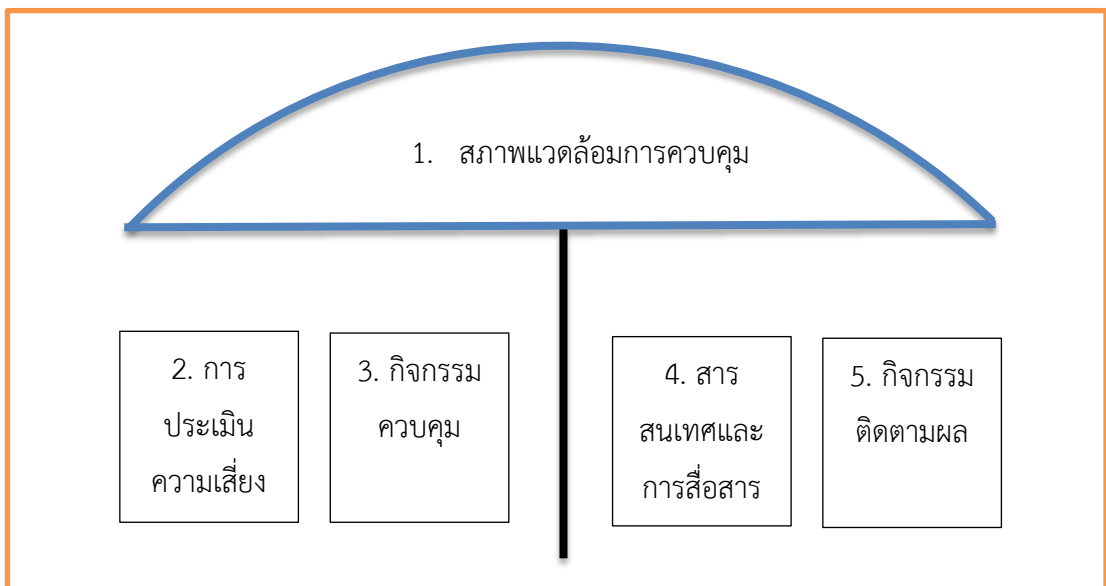 1. สภาพแวดล้อมการควบคุม
2. การ
ประเมิน
ความเสี่ยง
3. กิจกรรม
ควบคุม
4. สาร
สนเทศและ
การสื่อสาร
5. กิจกรรม
ติดตามผล